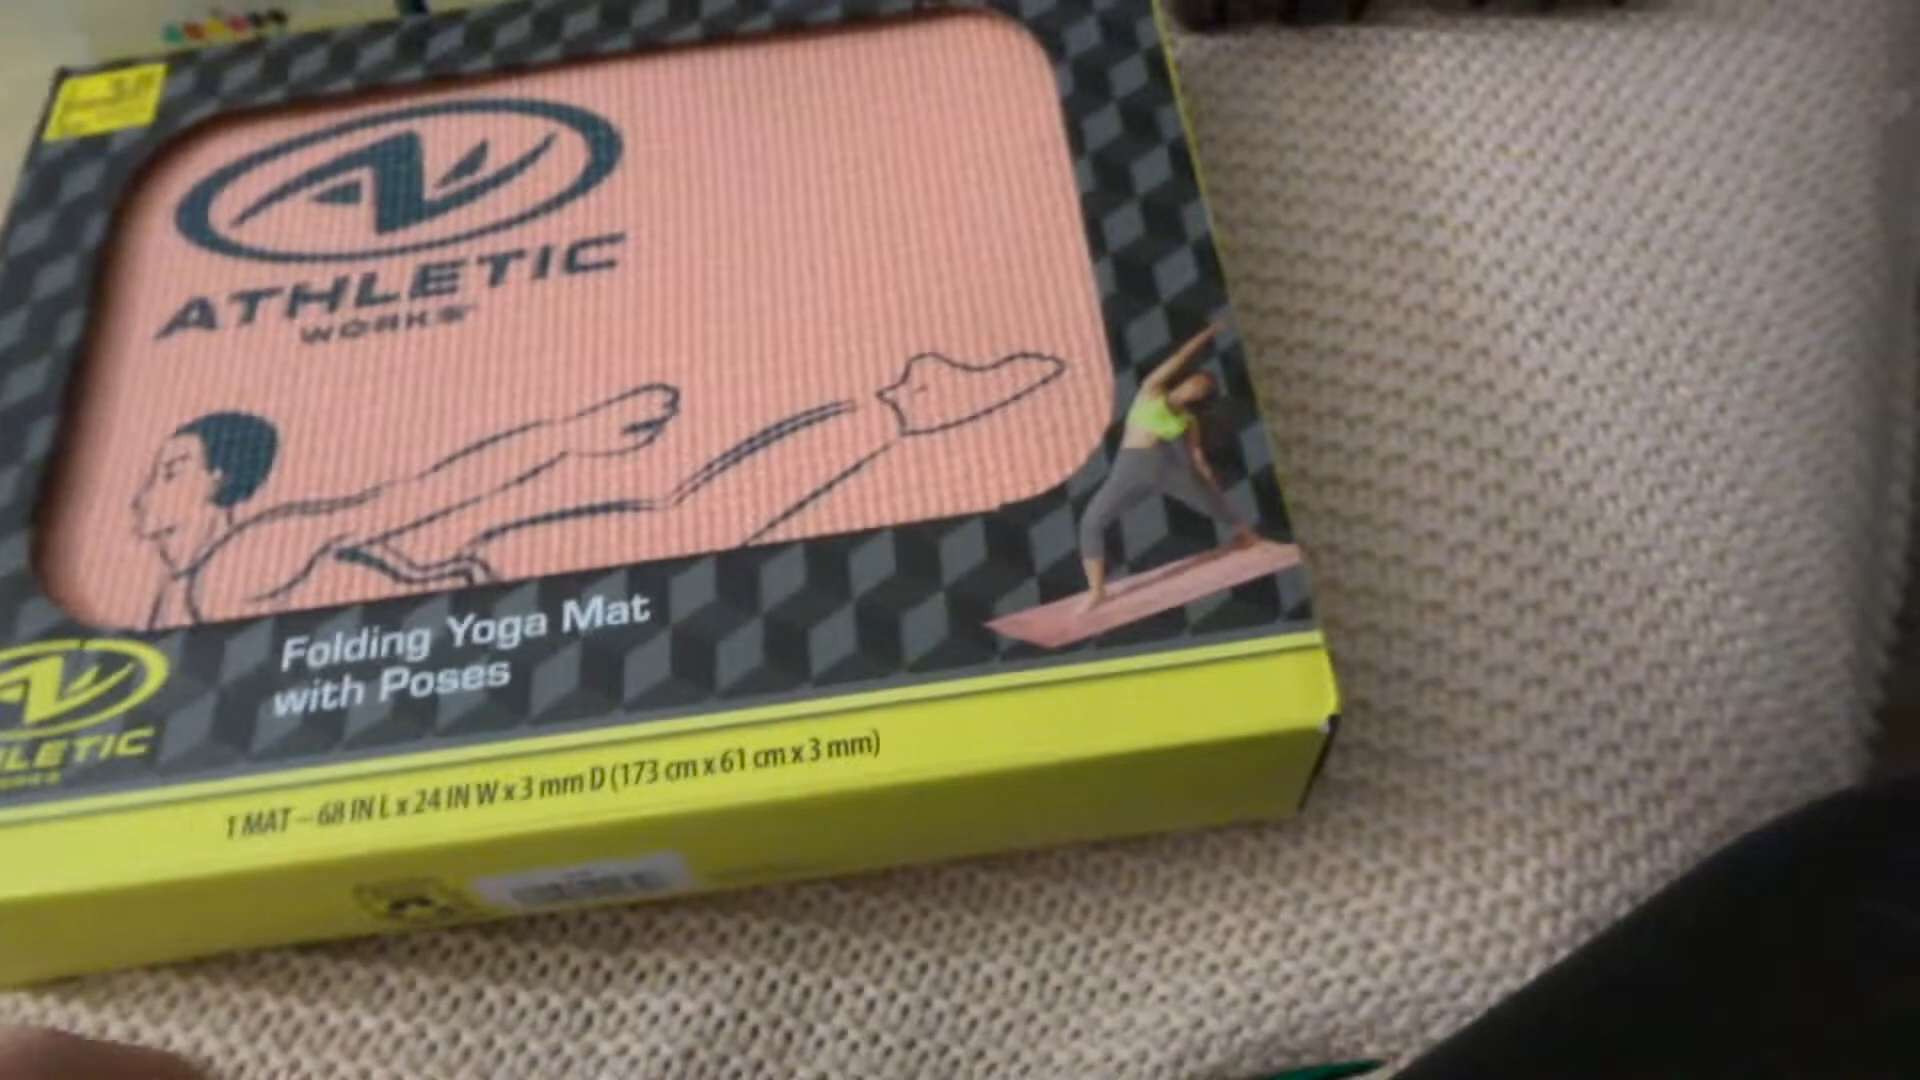 ATHLETIC
WORKS
Folding Yoga Mat
with Poses
1 MAT – 68 IN L x 24 IN W x 3 mm D (173 cm x 61 cm x 3 mm)